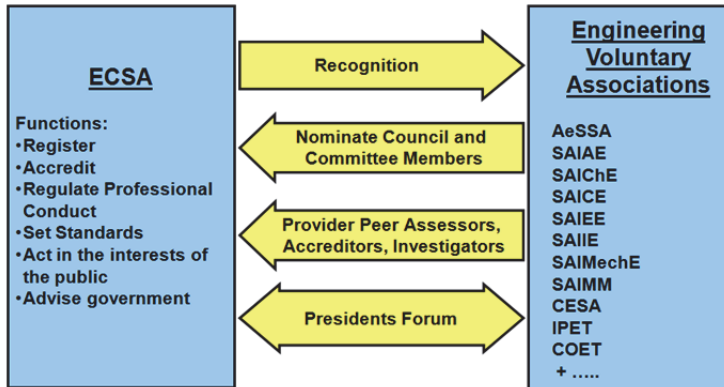 ECSA
Functions:
•Register
•Accredit
•Regulate Professional
Conduct
•Set Standards
•Act in the interests of
the public
•Advise government
Recognition
Nominate Council and
Committee Members
Provider Peer Assessors,
Accreditors, Investigators
Presidents Forum
Engineering
Voluntary
Associations
AeSSA
SAIAE
SAIChE
SAICE
SAIEE
SAIIE
SAIMechE
SAIMM
CESA
IPET
COET
+ .....